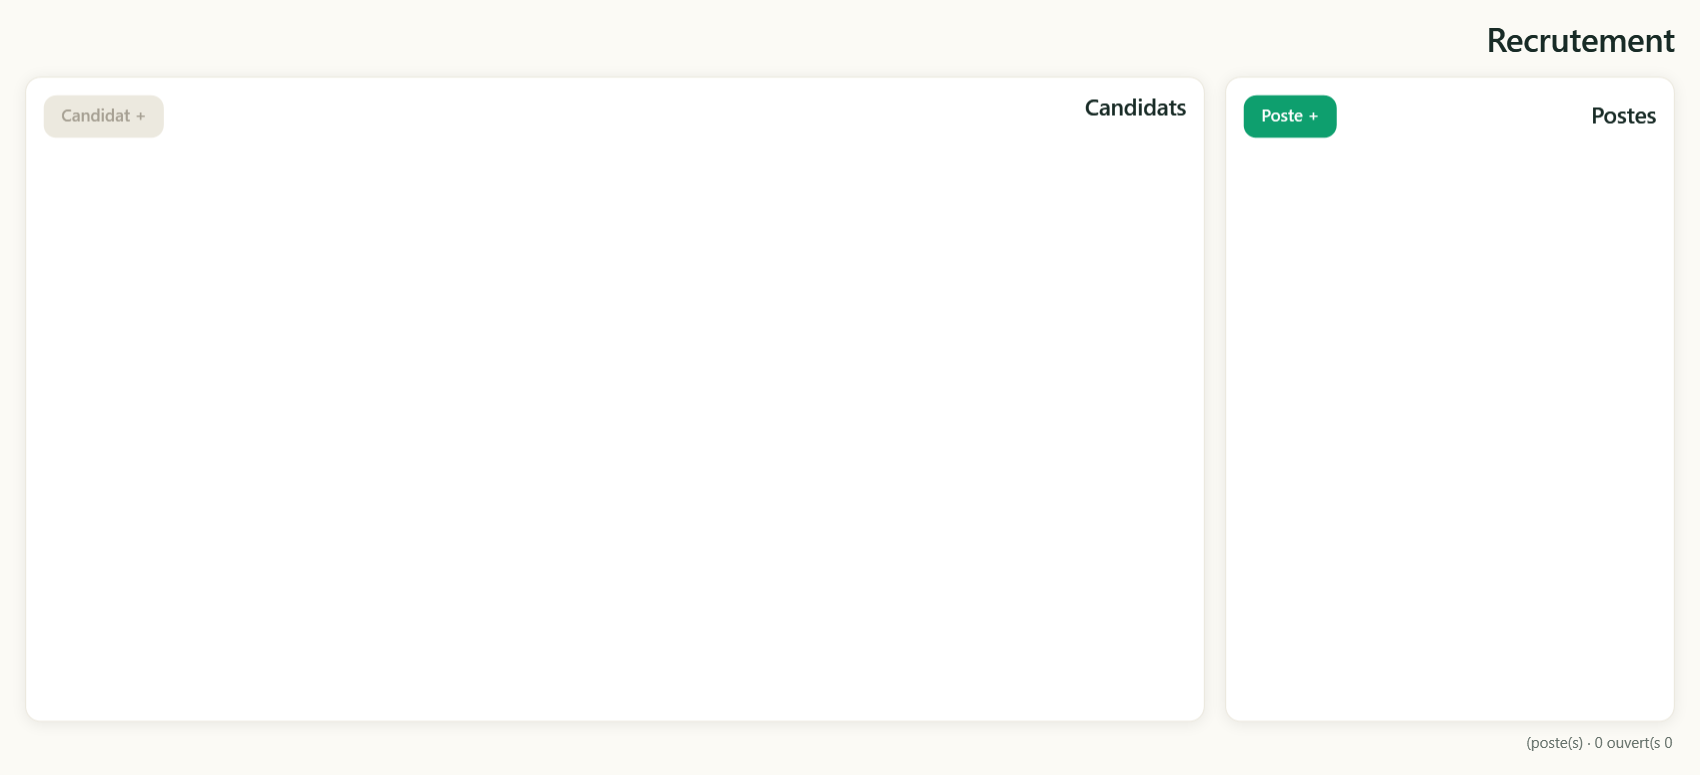 Recrutement
Postes
Poste +
Candidats
Candidat +
(poste(s) · 0 ouvert(s 0